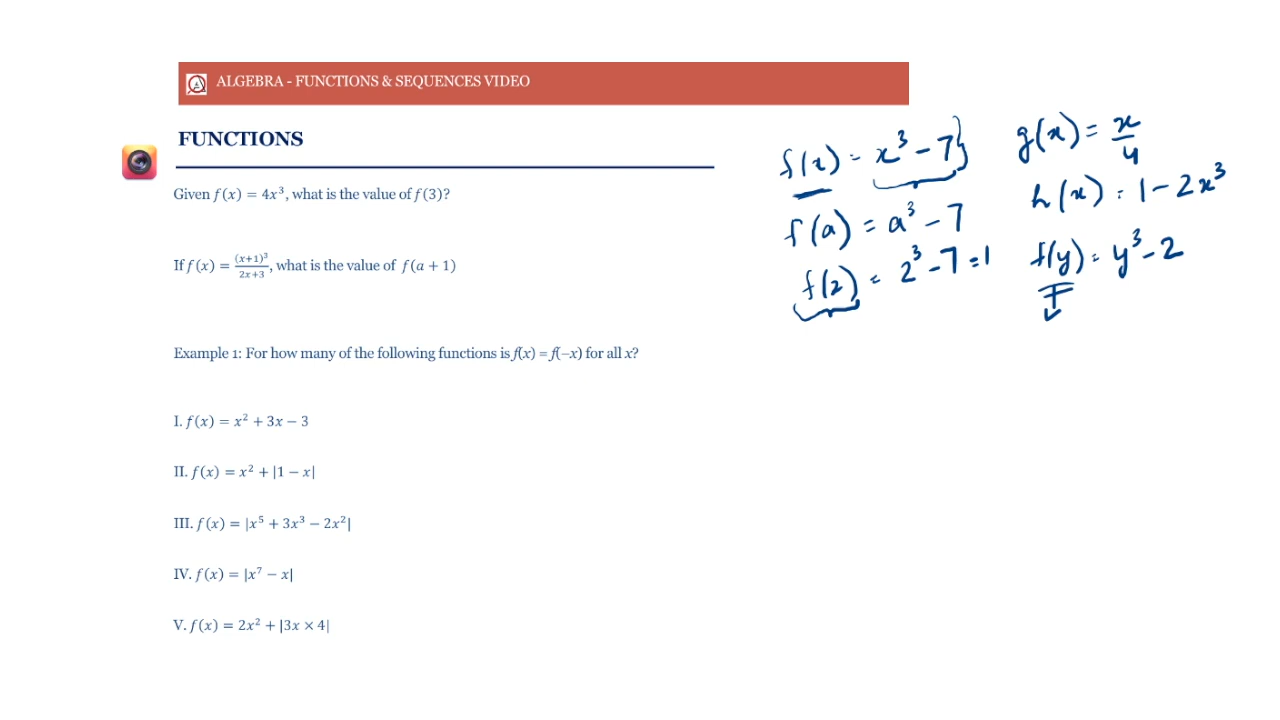 ALGEBRA - FUNCTIONS & SEQUENCES VIDEO
FUNCTIONS
Given f(x) = 4x³, what is the value of f(3)?
If f(x) = (x+1)³/2x+3, what is the value of f(a + 1)
Example 1: For how many of the following functions is f(x) = f(−x) for all x?
I. f(x) = x² + 3x − 3
II. f(x) = x² + |1 − x|
III. f(x) = |x⁵ + 3x³ − 2x²|
IV. f(x) = |x⁷ − x|
V. f(x) = 2x² + |3x × 4|
f(x) = x³ − 7}
f(a) = a³ − 7
f(2) = 2³ − 7 = 1
g(x) = x/4
h(x) = 1 − 2x³
f(y) = y³ − 2